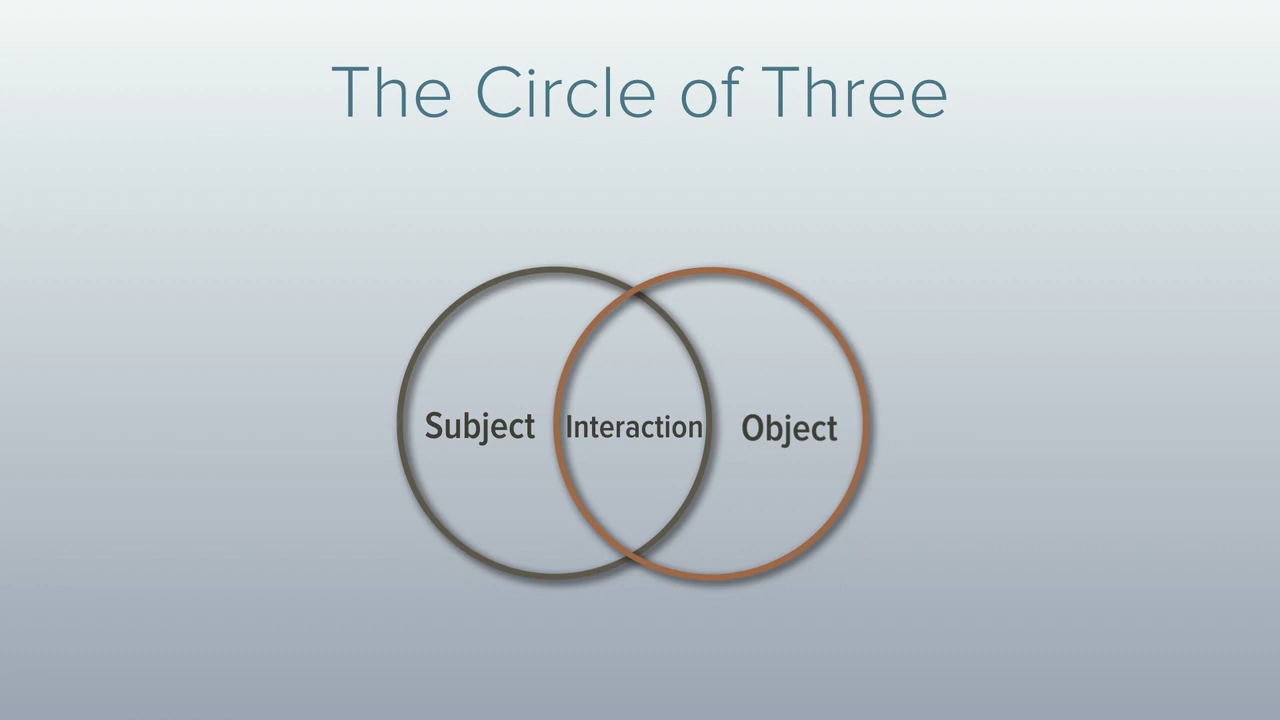 The Circle of Three
Subject
Interaction
Object